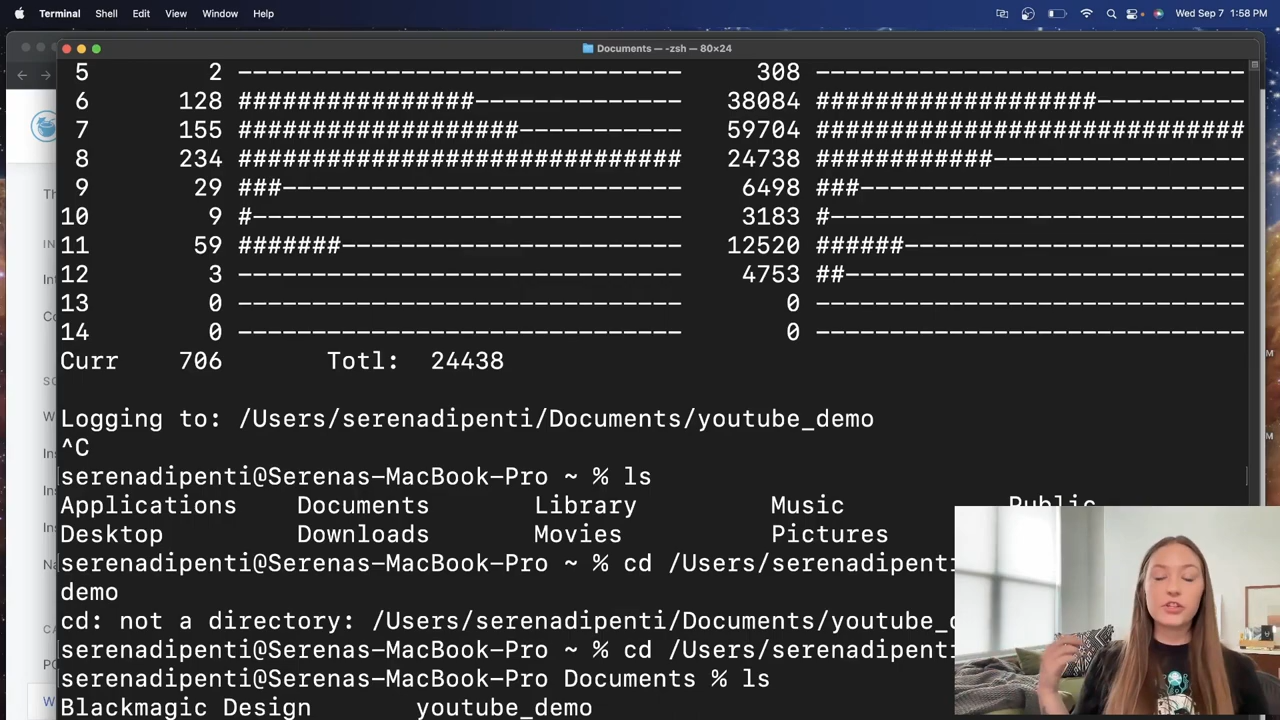 Terminal Shell Edit View Window Help Wed Sep 7 1:58 PM
Documents — -zsh — 80×24
5 2 ------------------------------ 308 -----------------------------
6 128 ################-------------- 38084 ###################----------
7 155 ###################----------- 59704 #############################
8 234 ############################## 24738 ############-----------------
9 29 ###--------------------------- 6498 ###--------------------------
10 9 #----------------------------- 3183 #----------------------------
11 59 #######----------------------- 12520 ######-----------------------
12 3 ------------------------------ 4753 ##---------------------------
13 0 ------------------------------ 0 -----------------------------
14 0 ------------------------------ 0 -----------------------------
Curr 706 Totl: 24438
Logging to: /Users/serenadipenti/Documents/youtube_demo
^C
serenadipenti@Serenas-MacBook-Pro ~ % ls
Applications Documents Library Music Public
Desktop Downloads Movies Pictures
serenadipenti@Serenas-MacBook-Pro ~ % cd /Users/serenadipenti
demo
cd: not a directory: /Users/serenadipenti/Documents/youtube_
serenadipenti@Serenas-MacBook-Pro ~ % cd /Users/serenadipenti
serenadipenti@Serenas-MacBook-Pro Documents % ls
Blackmagic Design youtube_demo